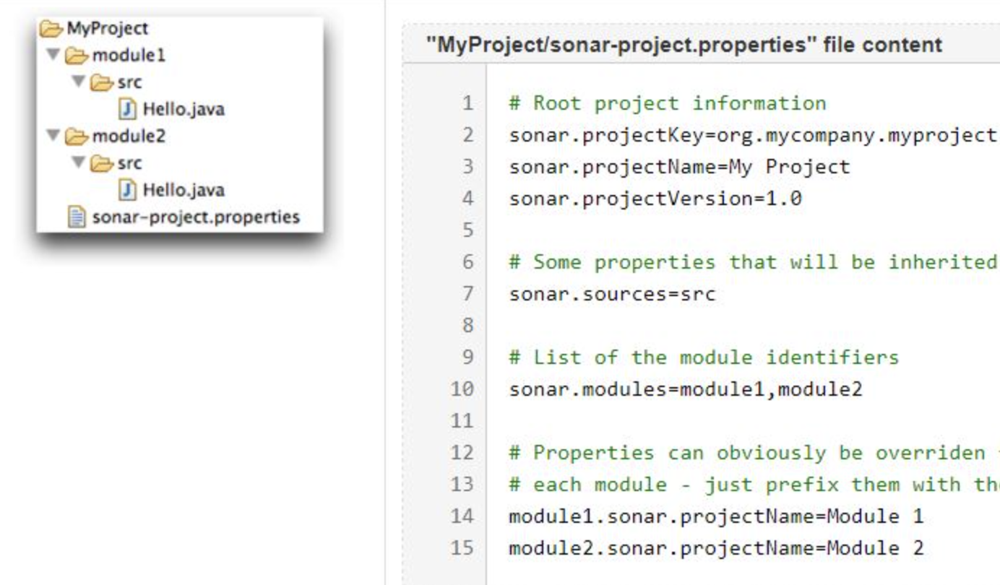 MyProject
module1
src
Hello.java
module2
src
Hello.java
sonar-project.properties
"MyProject/sonar-project.properties" file content
1 # Root project information
2 sonar.projectKey=org.mycompany.myproject
3 sonar.projectName=My Project
4 sonar.projectVersion=1.0
5
6 # Some properties that will be inherited
7 sonar.sources=src
8
9 # List of the module identifiers
10 sonar.modules=module1,module2
11
12 # Properties can obviously be overriden
13 # each module - just prefix them with
14 module1.sonar.projectName=Module 1
15 module2.sonar.projectName=Module 2